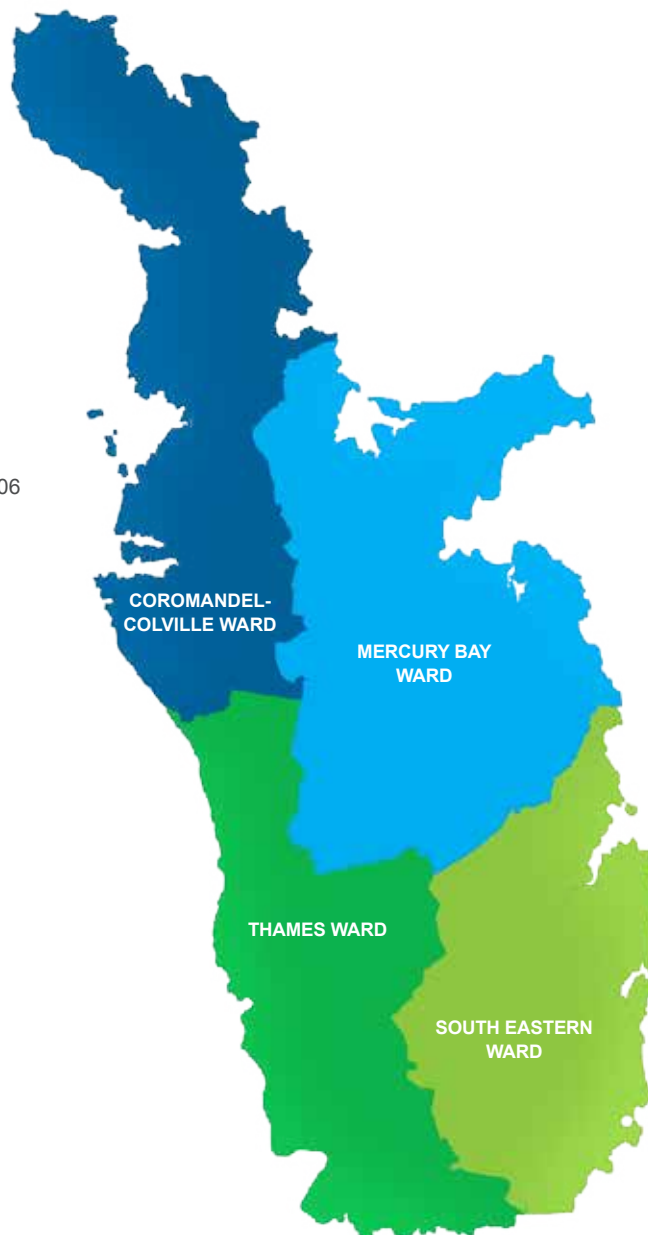 06
COROMANDEL-
COLVILLE WARD
MERCURY BAY
WARD
THAMES WARD
SOUTH EASTERN
WARD